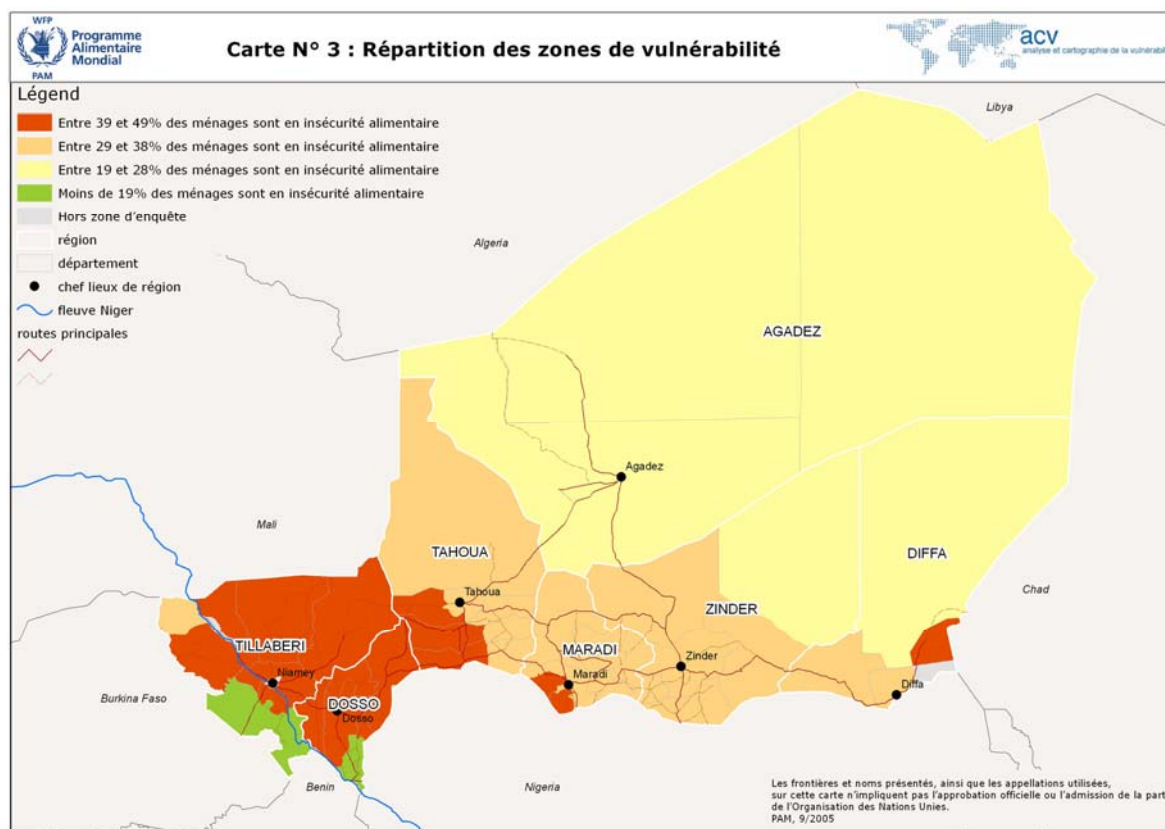 WFP
PAM
Programme
Alimentaire
Mondial
Carte N° 3 : Répartition des zones de vulnérabilité
acv
analyse et cartographie de la vulnérabil
Légend
Entre 39 et 49% des ménages sont en insécurité alimentaire
Entre 29 et 38% des ménages sont en insécurité alimentaire
Entre 19 et 28% des ménages sont en insécurité alimentaire
Moins de 19% des ménages sont en insécurité alimentaire
Hors zone d'enquête
région
département
chef lieux de région
fleuve Niger
routes principales
Libya
Algeria
AGADEZ
Agadez
Mali
TAHOUA
DIFFA
Chad
Tahoua
ZINDER
TILLABERI
MARADI
Zinder
Niamey
Maradi
Diffa
Burkina Faso
DOSSO
Dosso
Benin
Nigeria
Les frontières et noms présentés, ainsi que les appellations utilisées,
sur cette carte n'impliquent pas l'approbation officielle ou l'admission de la part
de l'Organisation des Nations Unies.
PAM, 9/2005